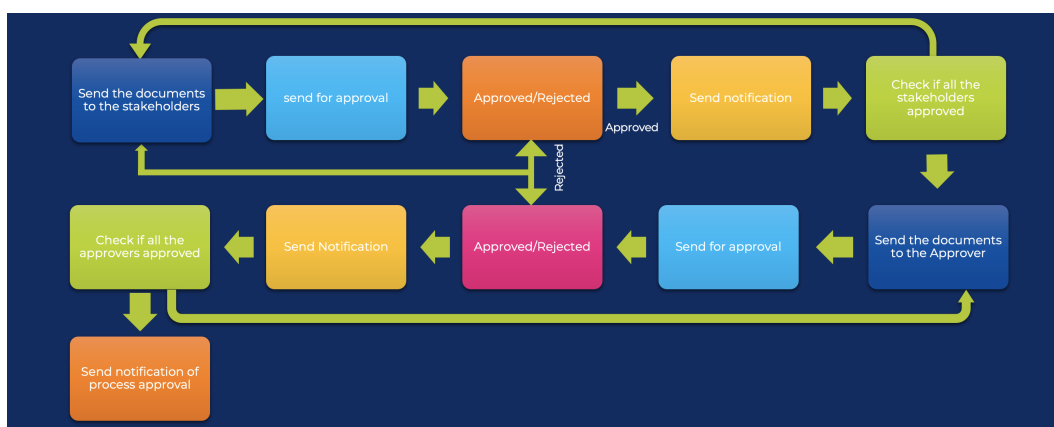 Send the documents
to the stakeholders
send for approval
Approved/Rejected
Approved
Send notification
Check if all the
stakeholders
approved
Rejected
Check if all the
approvers approved
Send Notification
Approved/Rejected
Send for approval
Send the documents
to the Approver
Send notification of
process approval